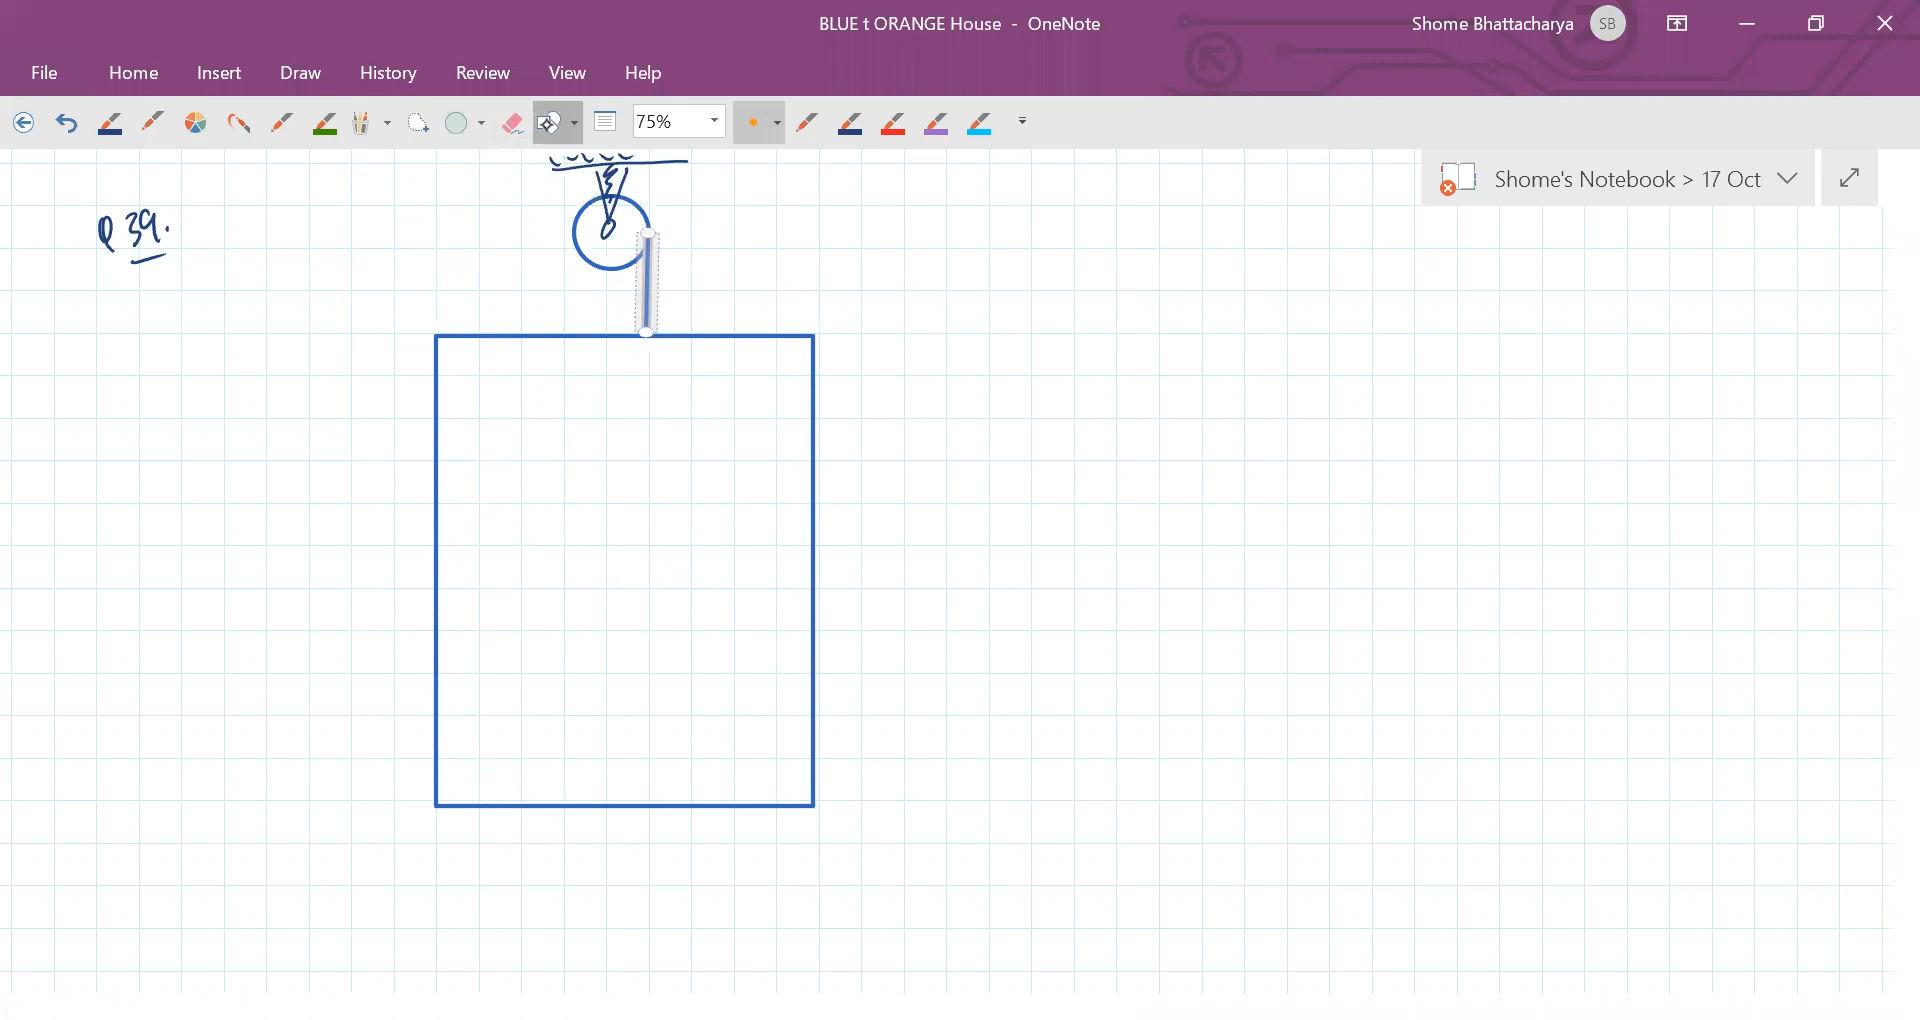 BLUE t ORANGE House - OneNote
Shome Bhattacharya
SB
File
Home
Insert
Draw
History
Review
View
Help
75%
Shome's Notebook > 17 Oct
Q 39.